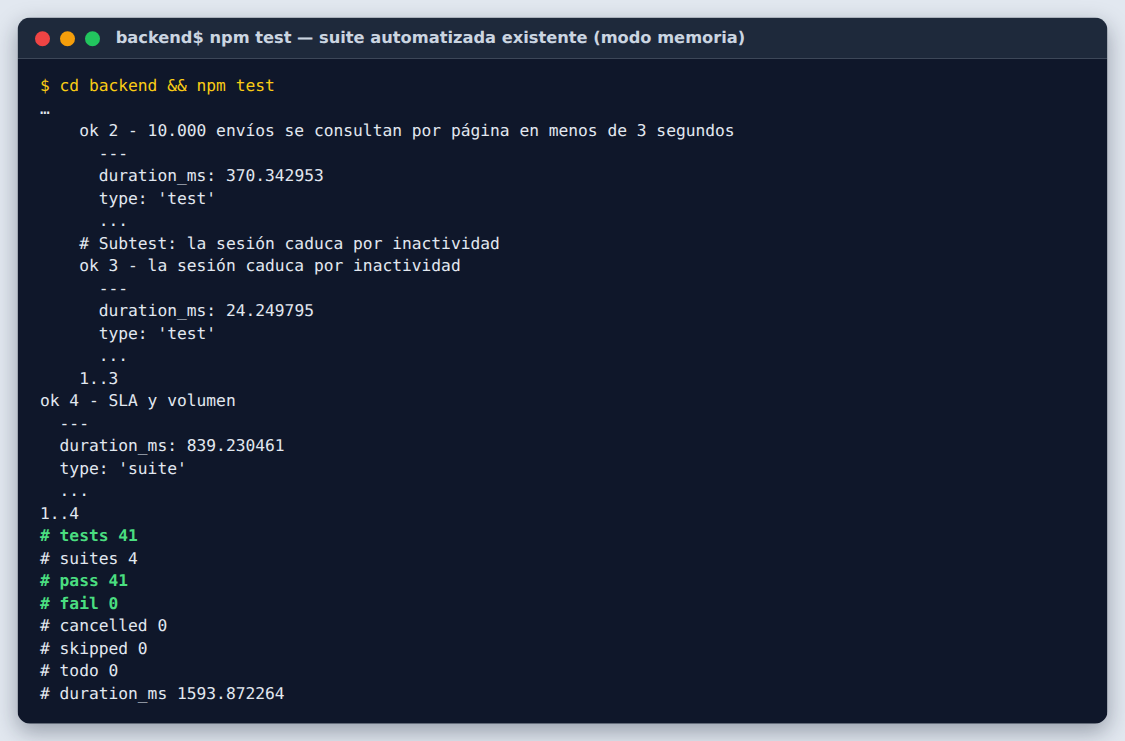 backend$ npm test — suite automatizada existente (modo memoria)
$ cd backend && npm test
…
    ok 2 - 10.000 envíos se consultan por página en menos de 3 segundos
      ---
      duration_ms: 370.342953
      type: 'test'
      ...
    # Subtest: la sesión caduca por inactividad
    ok 3 - la sesión caduca por inactividad
      ---
      duration_ms: 24.249795
      type: 'test'
      ...
    1..3
ok 4 - SLA y volumen
  ---
  duration_ms: 839.230461
  type: 'suite'
  ...
1..4
# tests 41
# suites 4
# pass 41
# fail 0
# cancelled 0
# skipped 0
# todo 0
# duration_ms 1593.872264